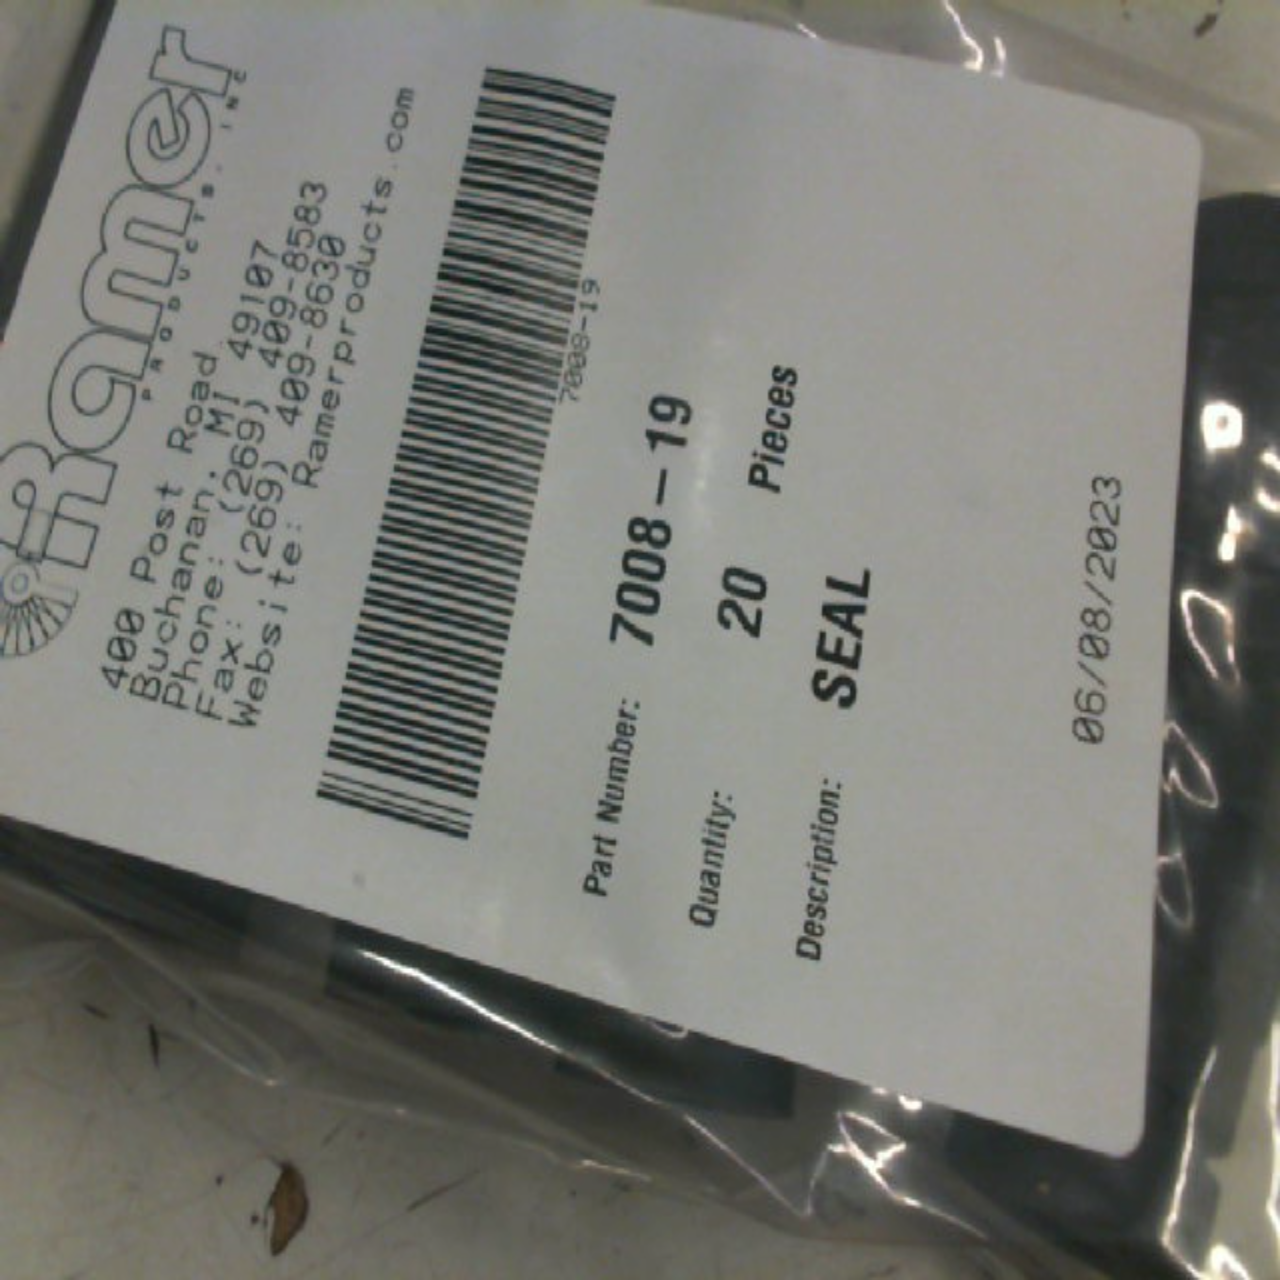 Ramer
PRODUCTS, INC
400 Post Road
Buchanan, MI 49107
Phone: (269) 409-8583
Fax: (269) 409-8630
Website: Ramerproducts.com
7008-19
Part Number: 7008-19
Quantity: 20 Pieces
Description: SEAL
06/08/2023